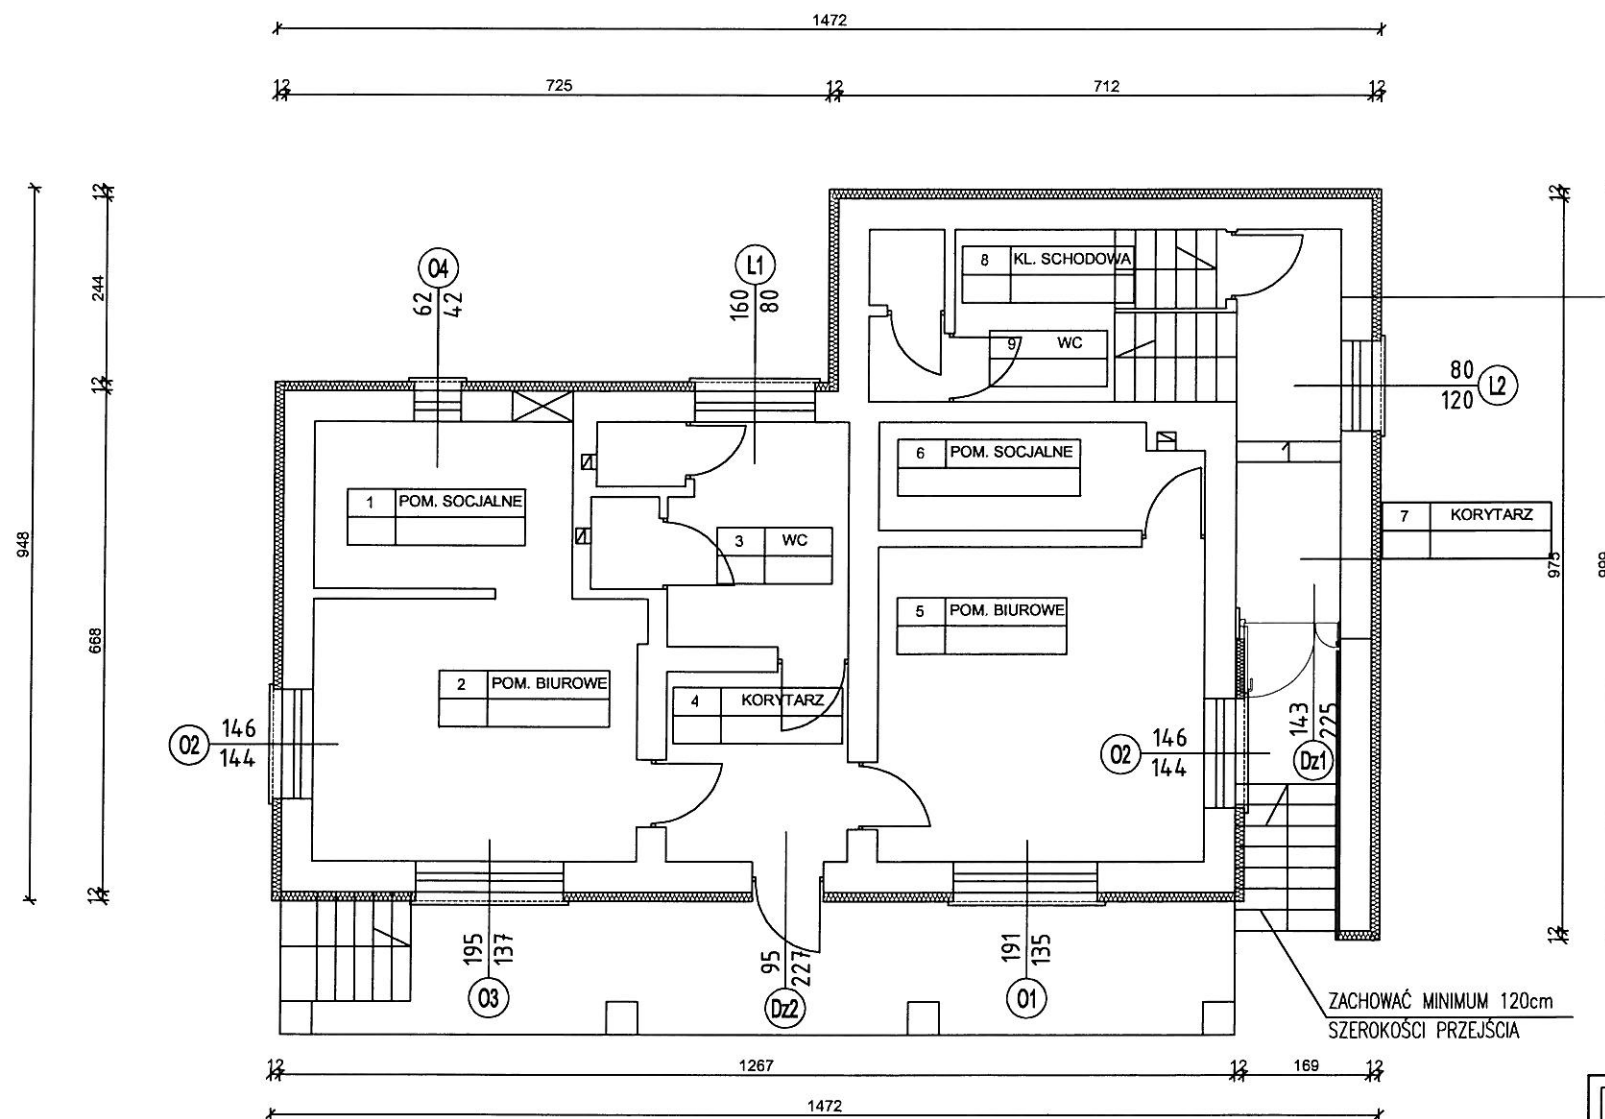 1472
12 725 12 712 12
12
244
12
668
12
948
12
975
12
999
O4
62
42
L1
160
80
8 KL. SCHODOWA
9 WC
80
120
L2
6 POM. SOCJALNE
1 POM. SOCJALNE
7 KORYTARZ
3 WC
5 POM. BIUROWE
2 POM. BIUROWE
4 KORYTARZ
O2
146
144
O2
146
144
143
225
Dz1
195
137
O3
95
227
Dz2
191
135
O1
ZACHOWAĆ MINIMUM 120cm
SZEROKOŚCI PRZEJŚCIA
12 1267 12 169 12
1472